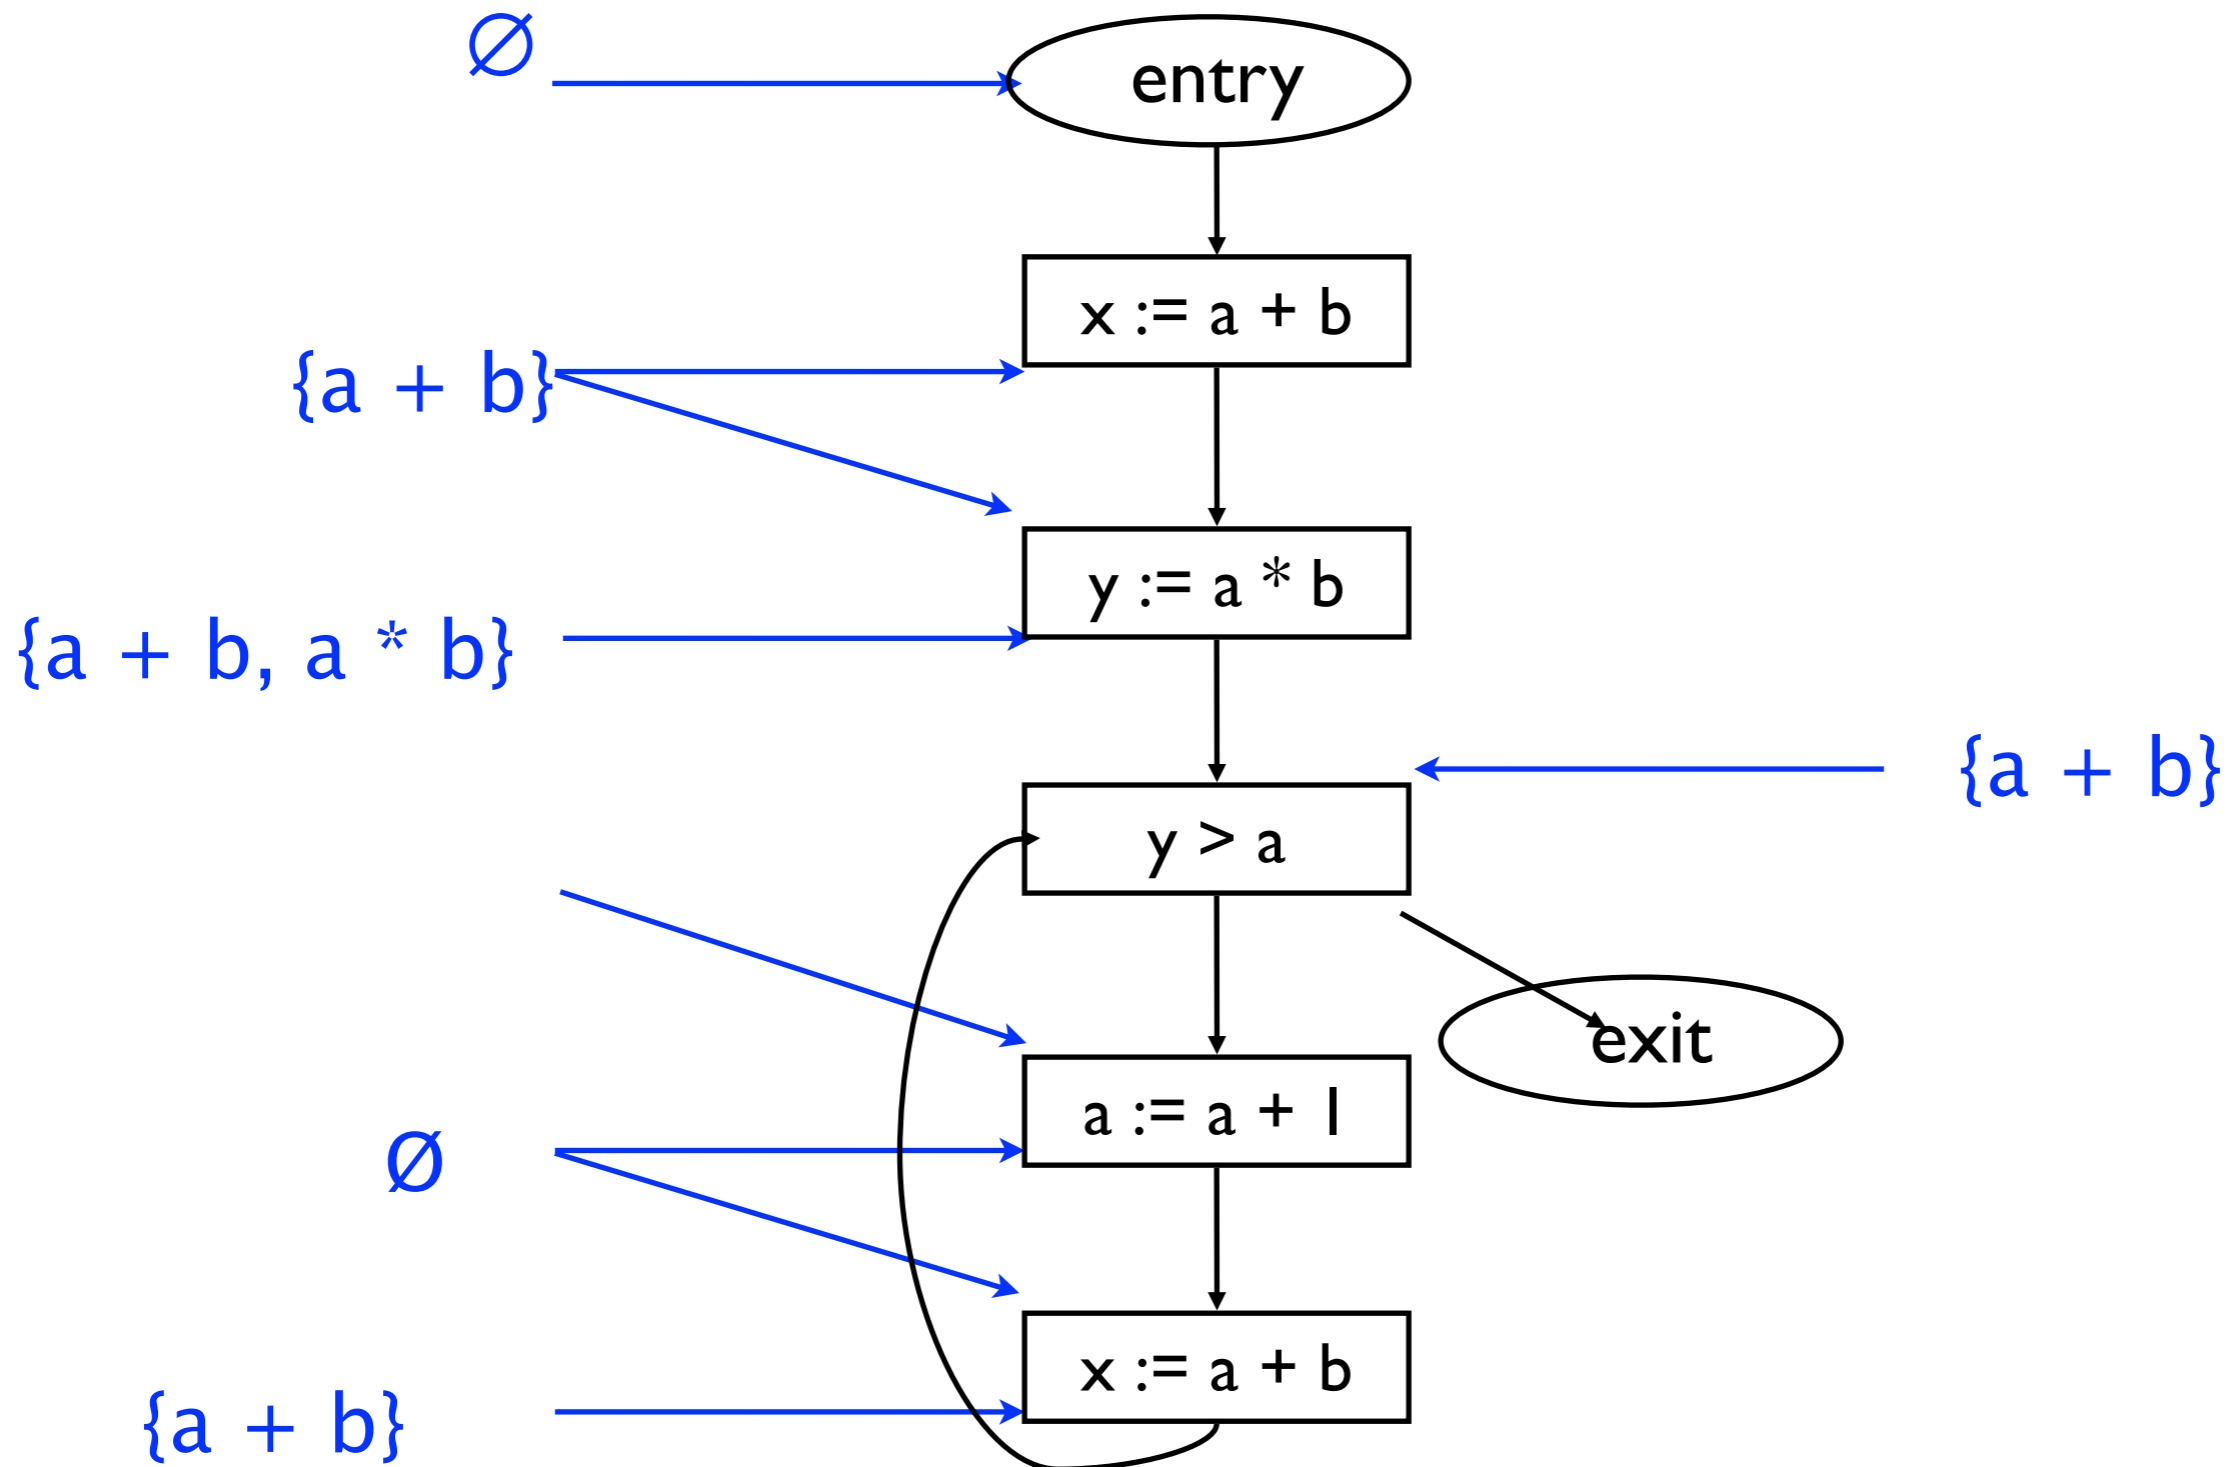 ∅
entry
x := a + b
{a + b}
y := a * b
{a + b, a * b}
{a + b}
y > a
exit
a := a + 1
Ø
x := a + b
{a + b}